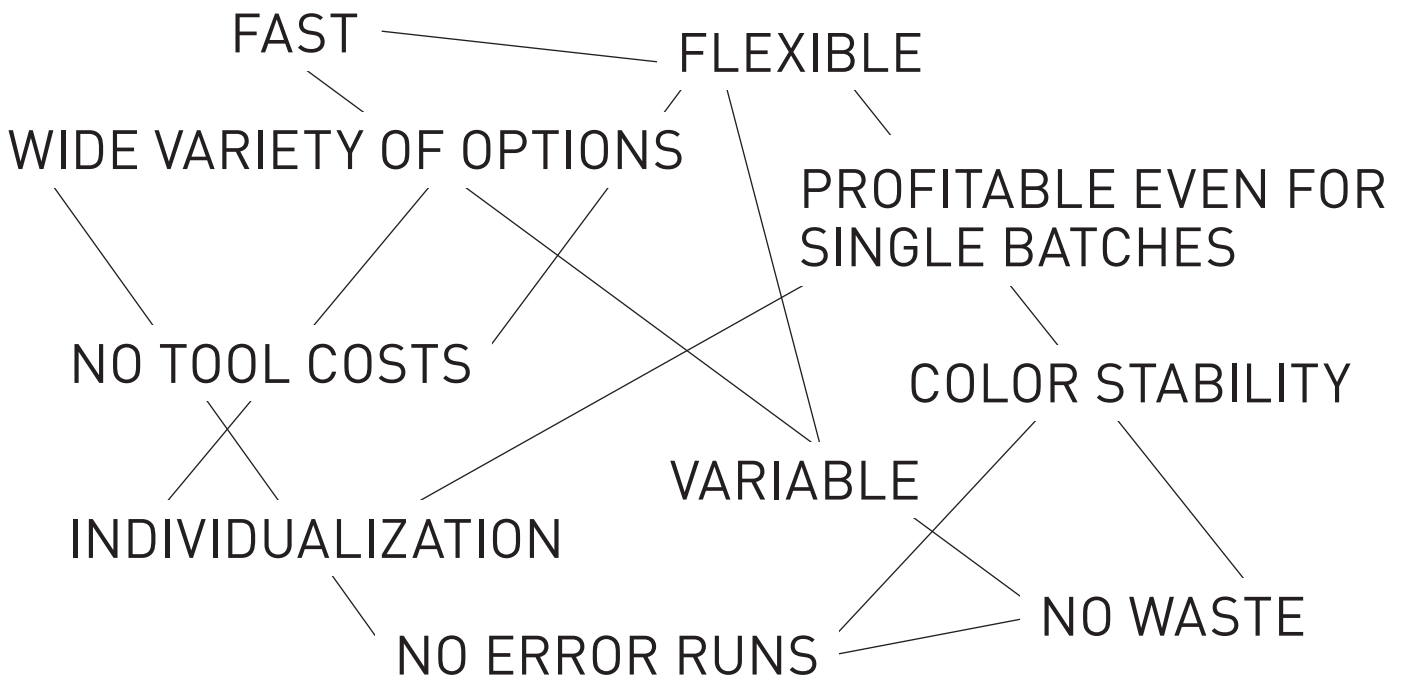 FAST
FLEXIBLE
WIDE VARIETY OF OPTIONS
PROFITABLE EVEN FOR
SINGLE BATCHES
NO TOOL COSTS
COLOR STABILITY
VARIABLE
INDIVIDUALIZATION
NO WASTE
NO ERROR RUNS